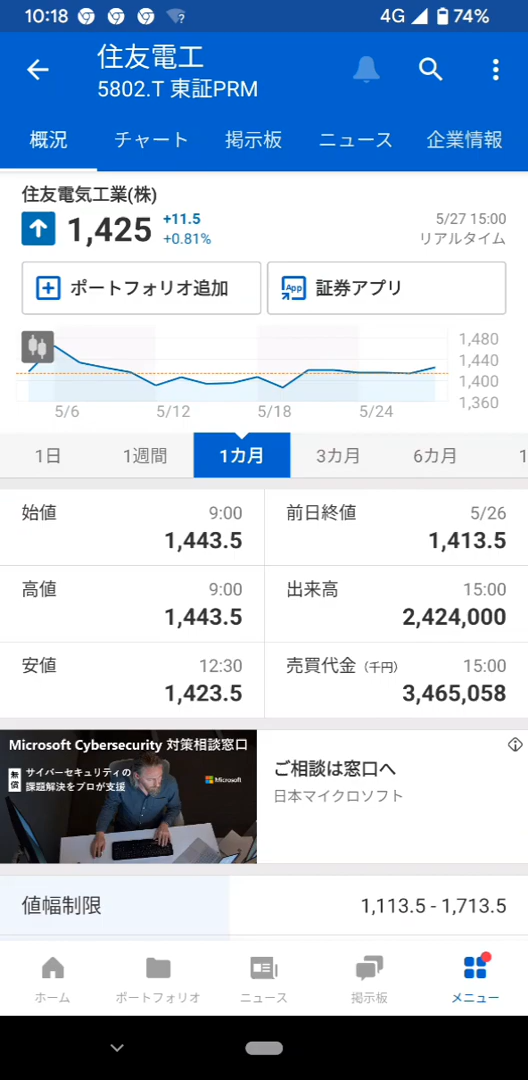 10:18
4G 74%
住友電工
5802.T 東証PRM
概況 チャート 掲示板 ニュース 企業情報
住友電気工業(株)
1,425 +11.5 +0.81%
5/27 15:00
リアルタイム
ポートフォリオ追加
App 証券アプリ
1,480
1,440
1,400
1,360
5/6 5/12 5/18 5/24
1日 1週間 1カ月 3カ月 6カ月 1
始値 9:00
1,443.5
前日終値 5/26
1,413.5
高値 9:00
1,443.5
出来高 15:00
2,424,000
安値 12:30
1,423.5
売買代金 (千円) 15:00
3,465,058
Microsoft Cybersecurity 対策相談窓口
無償 サイバーセキュリティの
課題解決をプロが支援
Microsoft
ご相談は窓口へ
日本マイクロソフト
値幅制限 1,113.5 - 1,713.5
ホーム ポートフォリオ ニュース 掲示板 メニュー